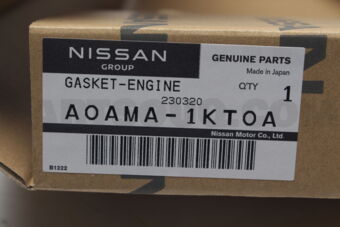 NISSAN
GROUP
GENUINE PARTS
Made in Japan
GASKET-ENGINE
QTY
230320
1
A0AMA-1KT0A
Nissan Motor Co., Ltd.
B1222